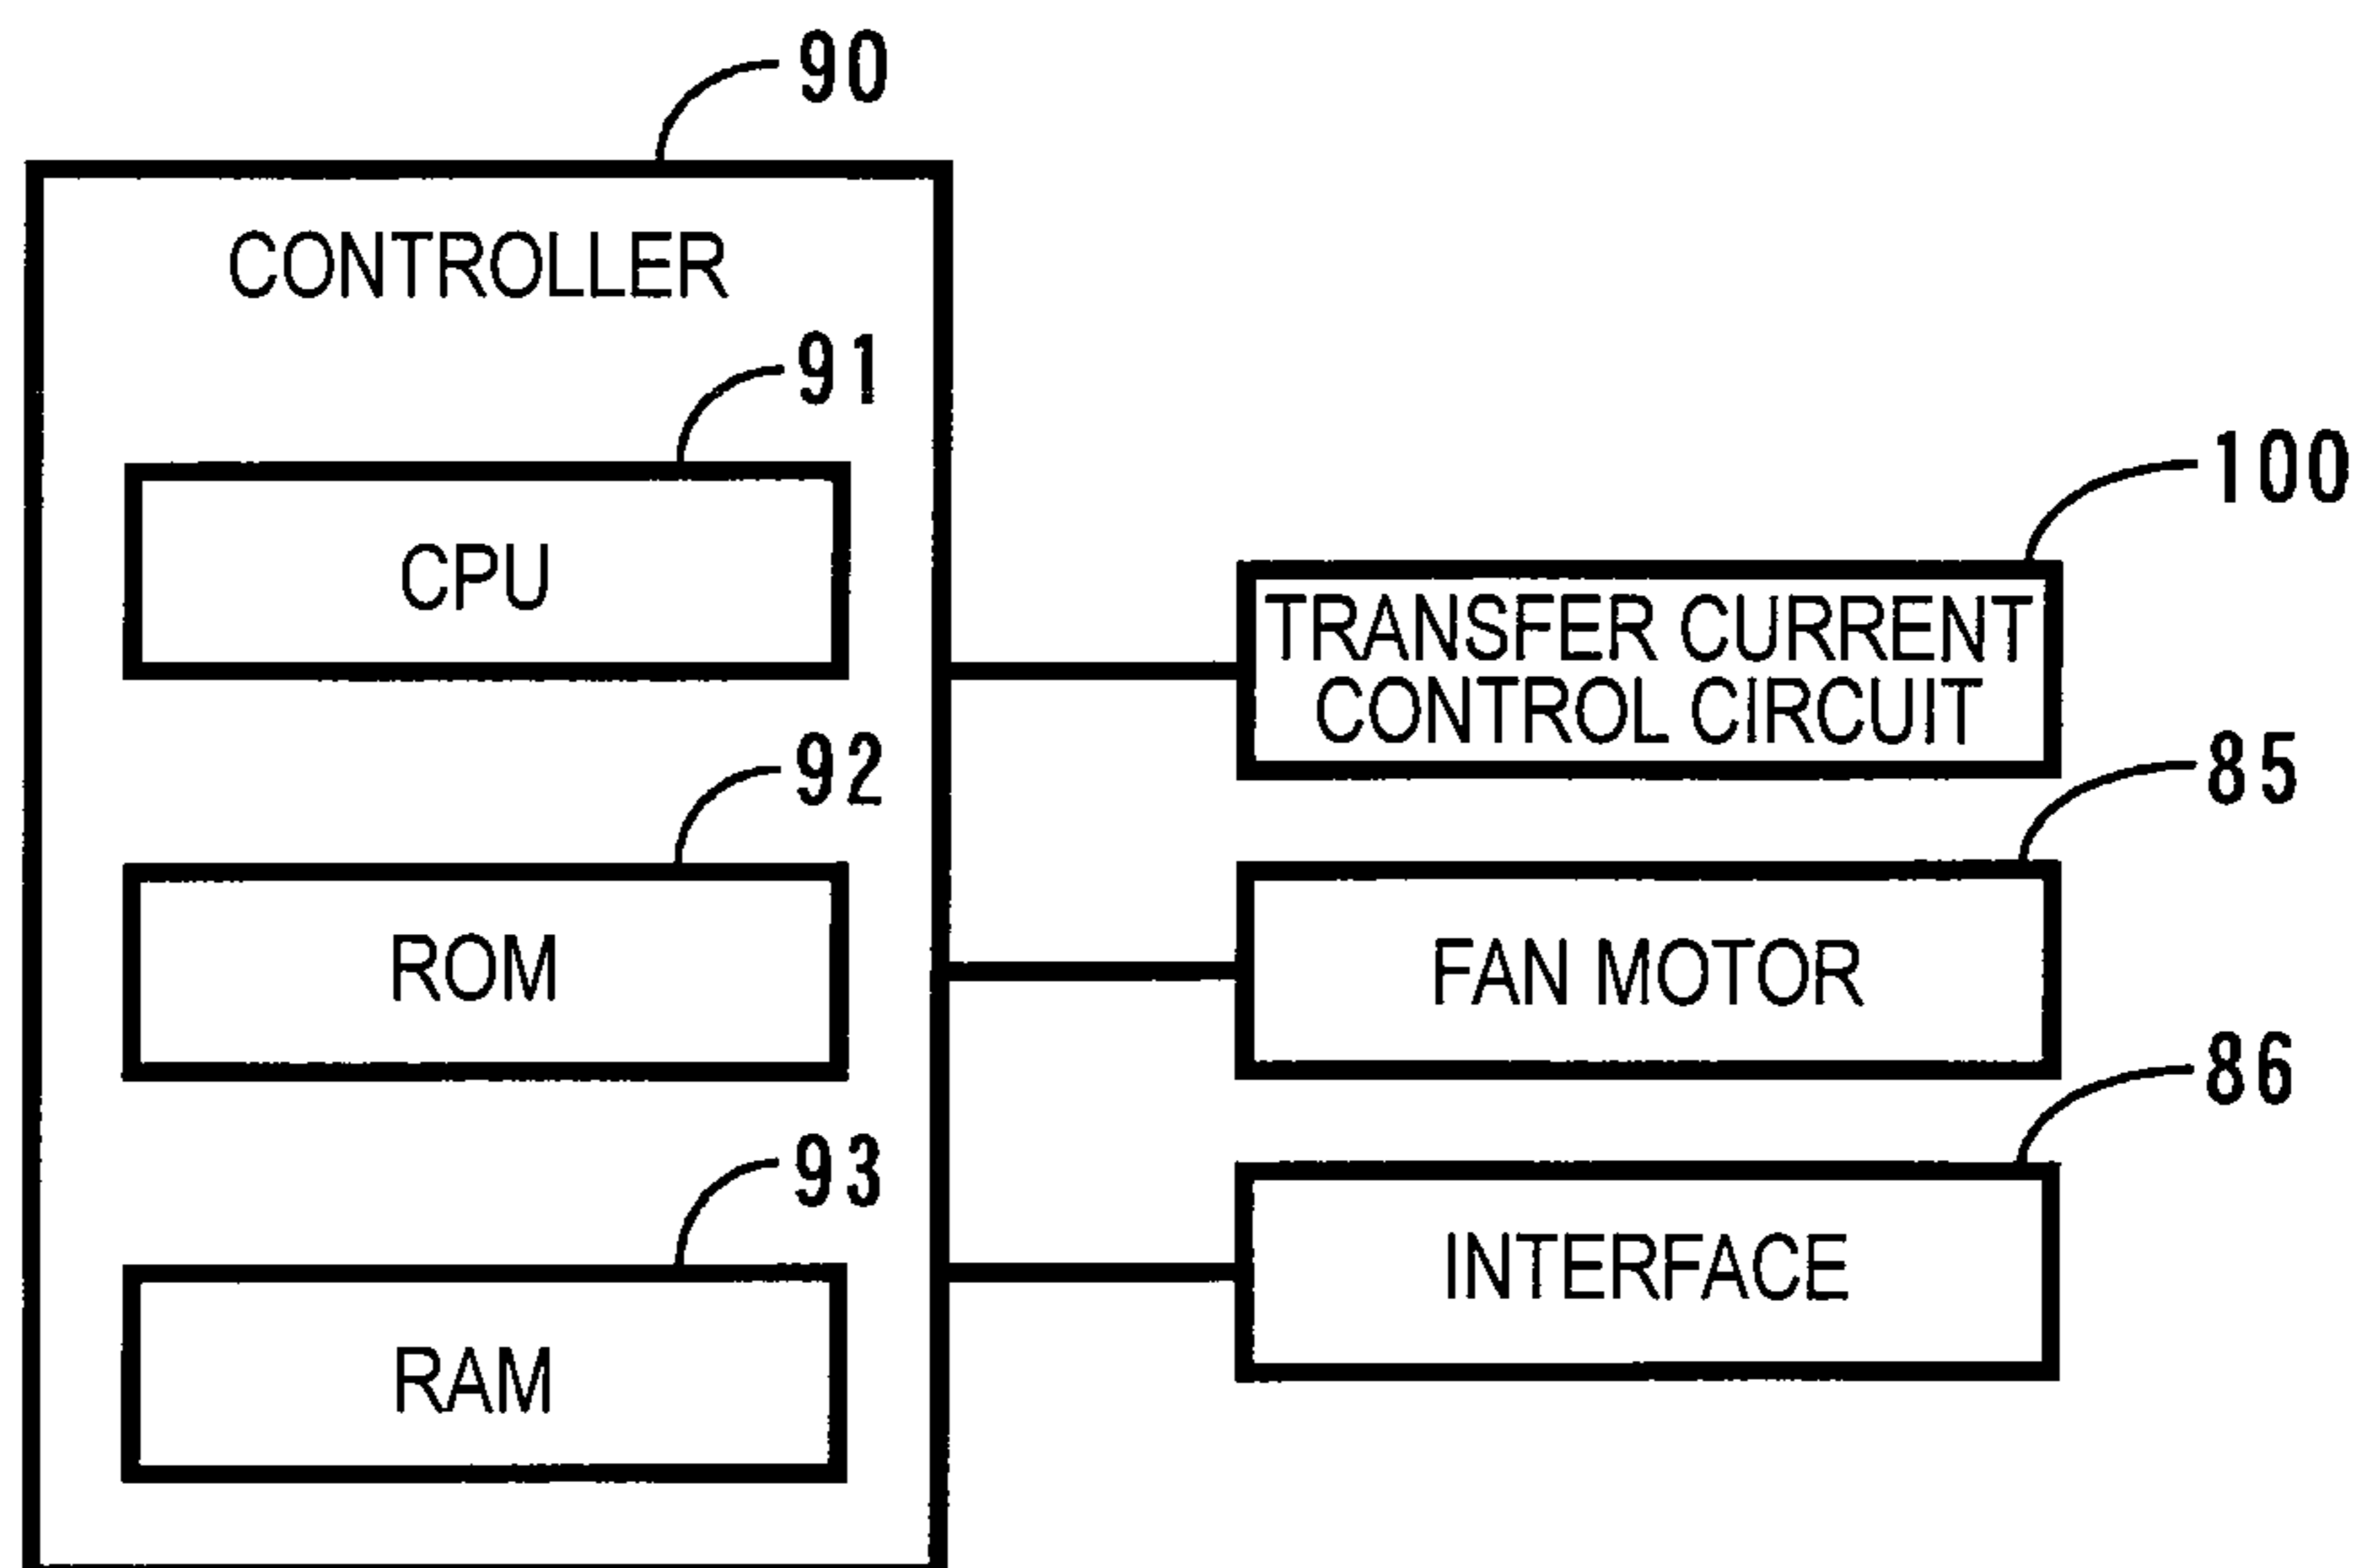 90
CONTROLLER
91
CPU
100
TRANSFER CURRENT
CONTROL CIRCUIT
92
85
ROM
FAN MOTOR
93
86
RAM
INTERFACE